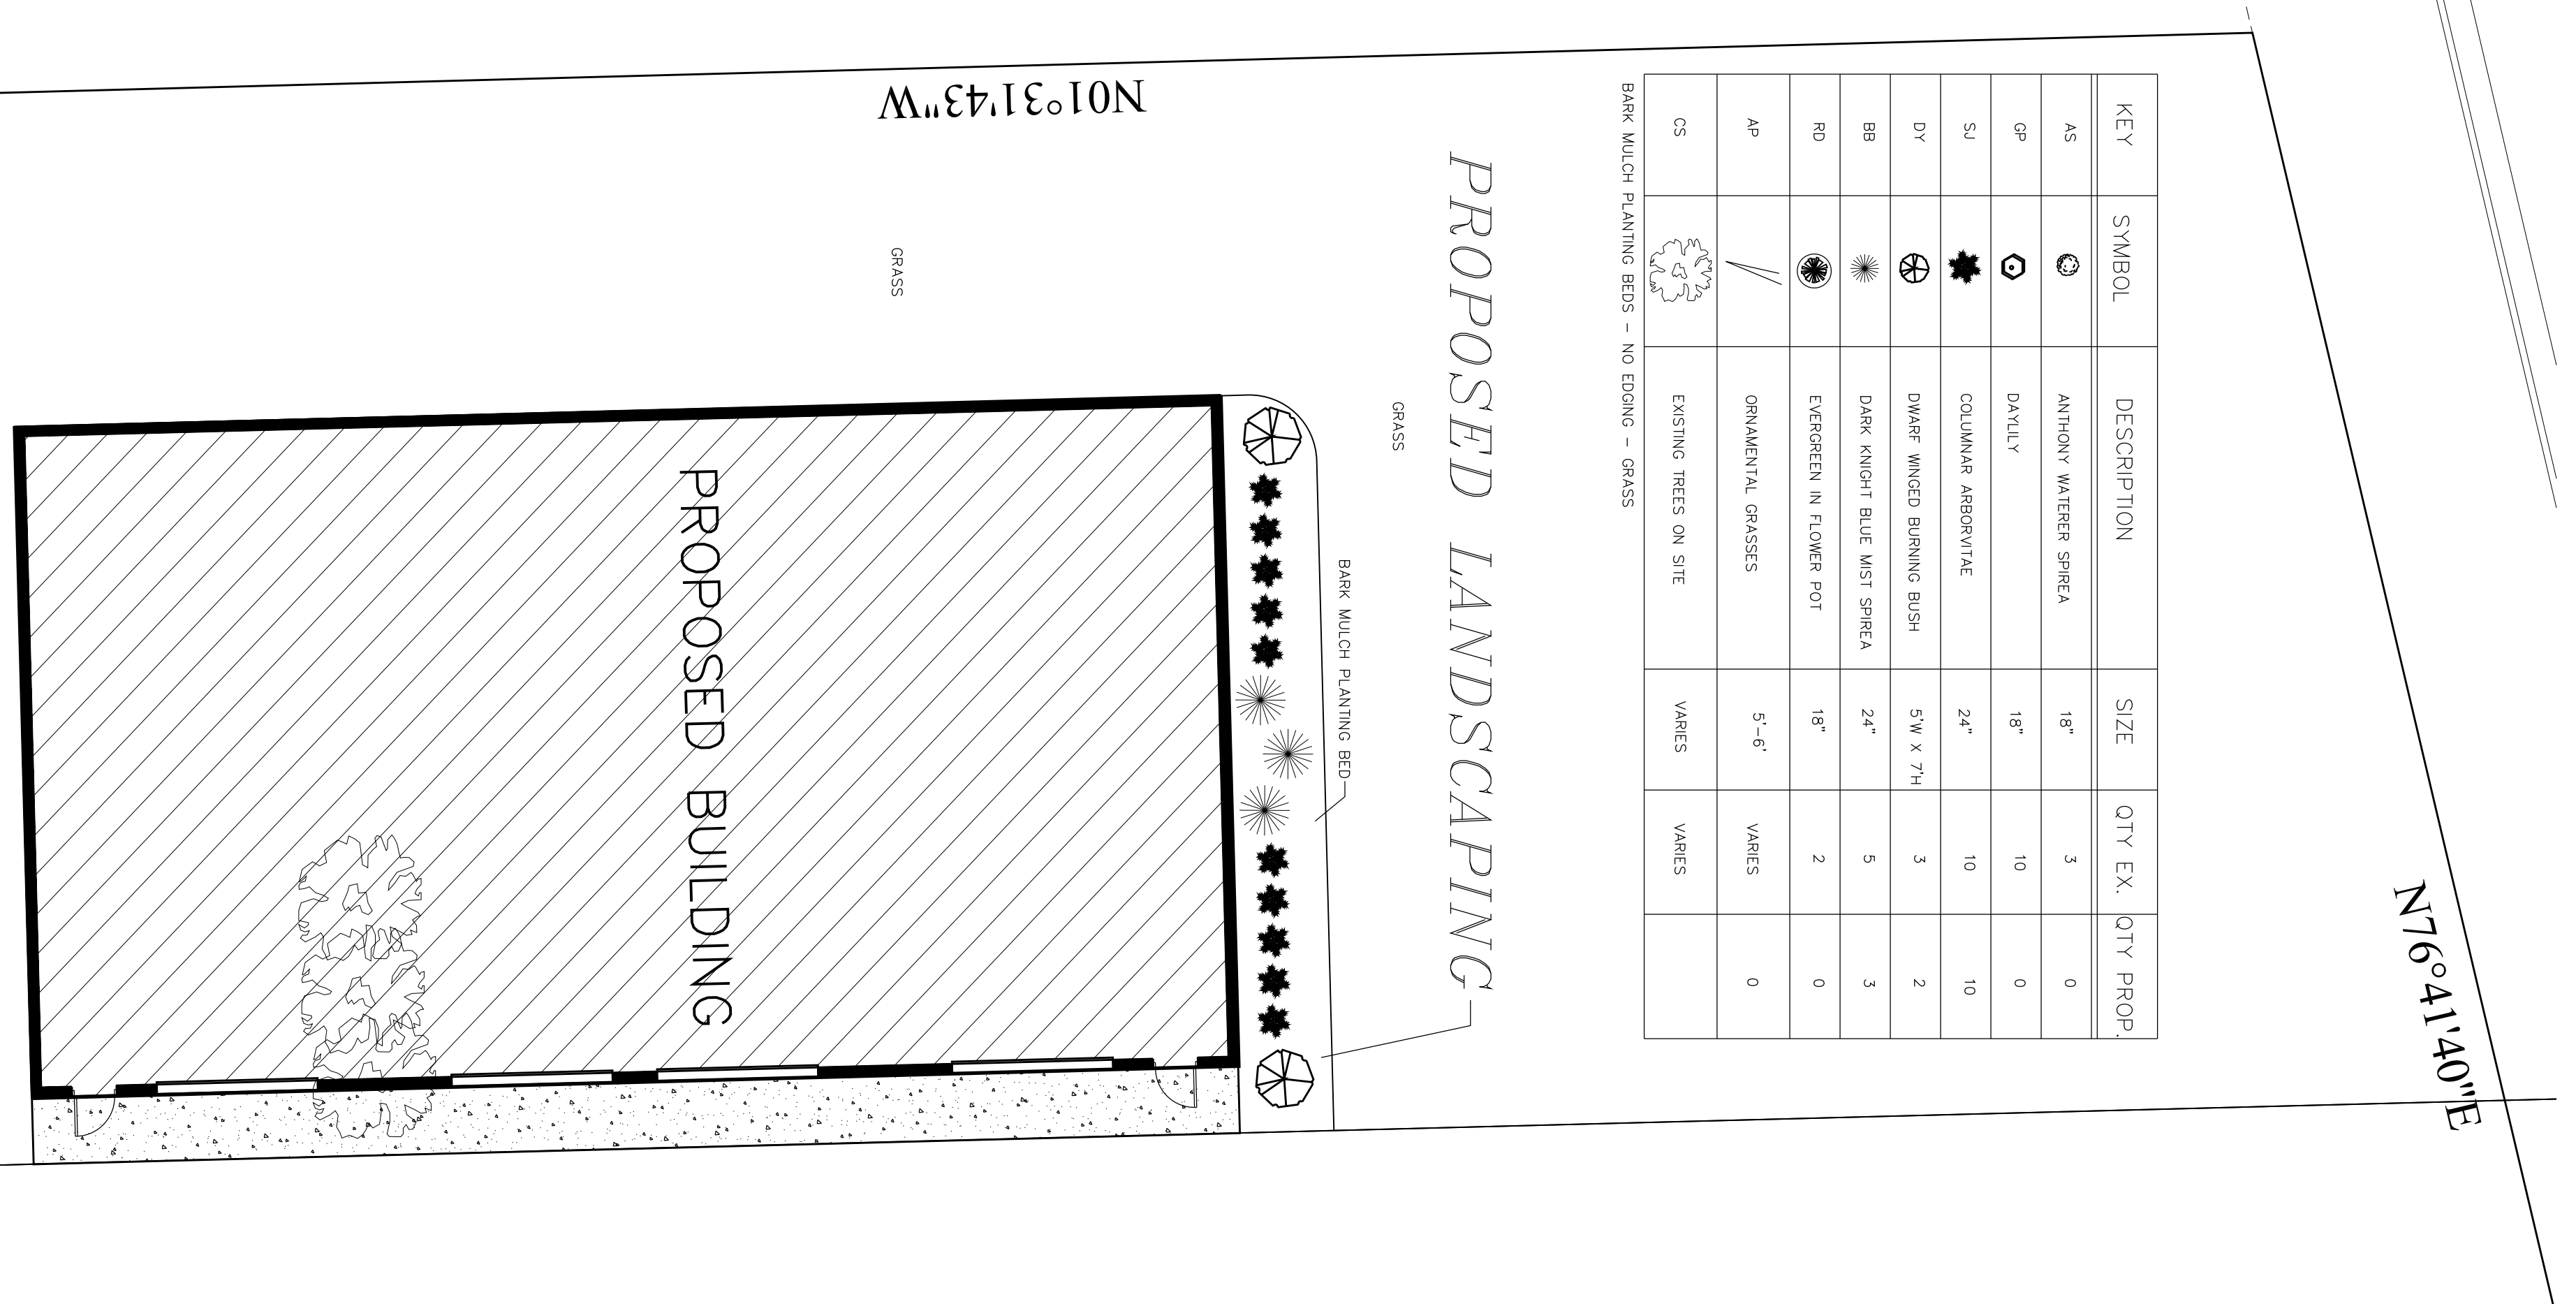 KEY SYMBOL DESCRIPTION SIZE QTY EX. QTY PROP.
AS ANTHONY WATERER SPIREA 18" 3 0
GP DAYLILY 18" 10 0
SJ COLUMNAR ARBORVITAE 24" 10 10
DY DWARF WINGED BURNING BUSH 5'W X 7'H 3 2
BB DARK KNIGHT BLUE MIST SPIREA 24" 5 3
RD EVERGREEN IN FLOWER POT 18" 2 0
AP ORNAMENTAL GRASSES 5'-6' VARIES 0
CS EXISTING TREES ON SITE VARIES VARIES
BARK MULCH PLANTING BEDS - NO EDGING - GRASS
PROPOSED LANDSCAPING
GRASS
BARK MULCH PLANTING BED
GRASS
PROPOSED BUILDING
N01°31'43"W
N76°41'40"E